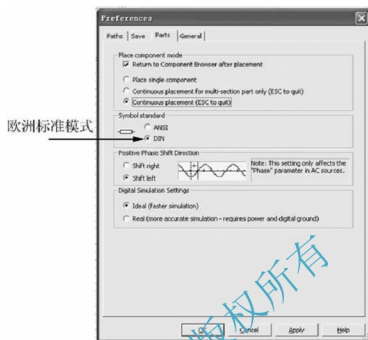 Preferences
Paths Save Parts General
Place component mode
Return to Component Browser after placement
Place single component
Continuous placement for multi-section part only (ESC to quit)
Continuous placement (ESC to quit)
Symbol standard
ANSI
欧洲标准模式
DIN
Positive Phase Shift Direction
Shift right
Shift left
Note: This setting only affects the
"Phase" parameter in AC sources.
Digital Simulation Settings
Ideal (faster simulation)
Real (more accurate simulation - requires power and digital ground)
版权所有
OK Cancel Apply Help